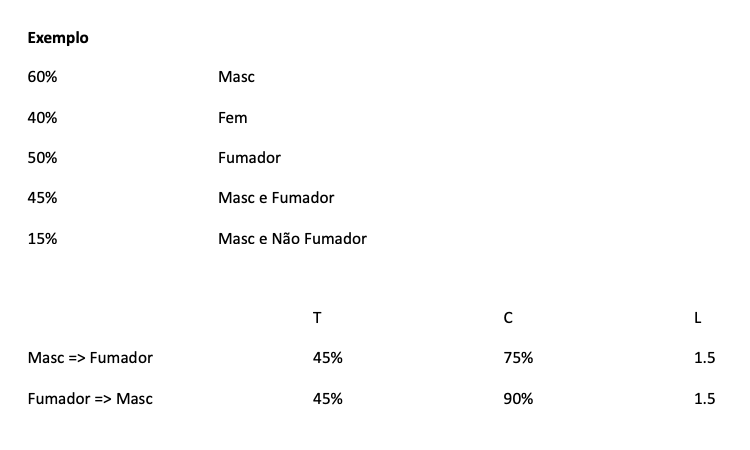 Exemplo
60% Masc
40% Fem
50% Fumador
45% Masc e Fumador
15% Masc e Não Fumador
T C L
Masc => Fumador 45% 75% 1.5
Fumador => Masc 45% 90% 1.5